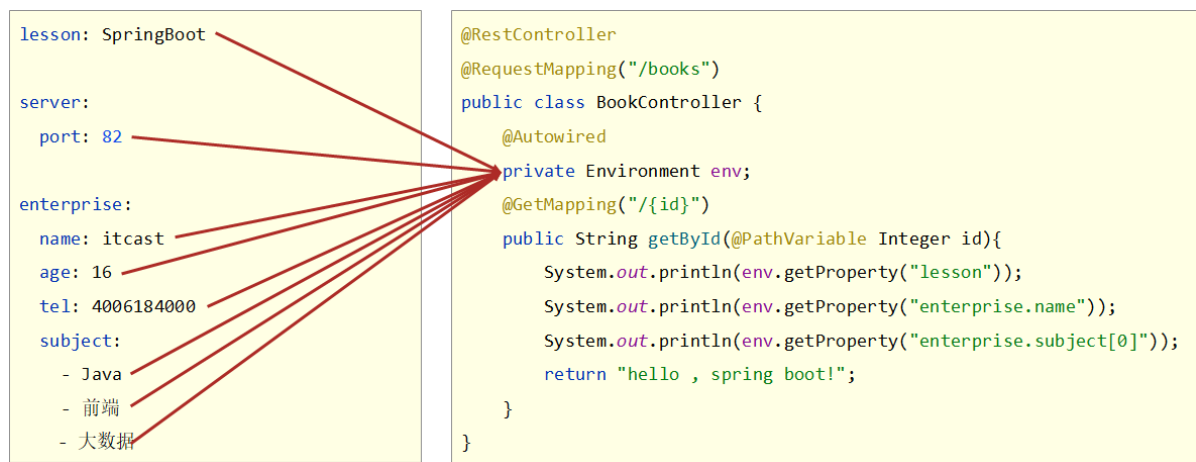 lesson: SpringBoot
server:
port: 82
enterprise:
name: itcast
age: 16
tel: 4006184000
subject:
- Java
- 前端
- 大数据
@RestController
@RequestMapping("/books")
public class BookController {
@Autowired
private Environment env;
@GetMapping("/{id}")
public String getById(@PathVariable Integer id){
System.out.println(env.getProperty("lesson"));
System.out.println(env.getProperty("enterprise.name"));
System.out.println(env.getProperty("enterprise.subject[0]"));
return "hello , spring boot!";
}
}